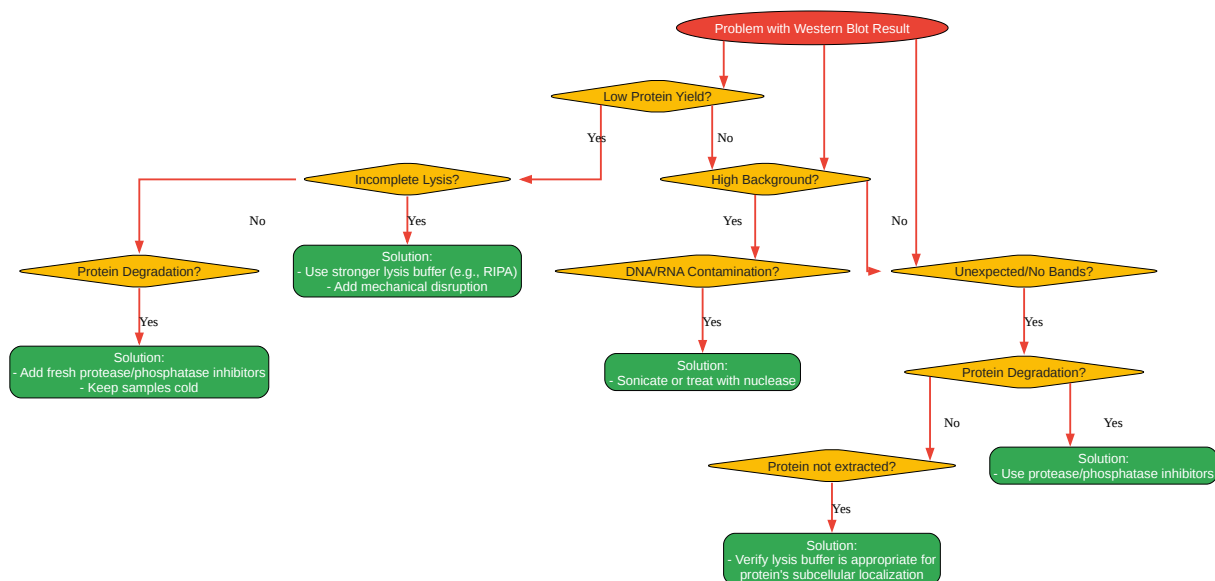 Problem with Western Blot Result
Low Protein Yield?
Yes
No
Incomplete Lysis?
High Background?
No
Yes
Yes
No
Solution:
- Use stronger lysis buffer (e.g., RIPA)
- Add mechanical disruption
Protein Degradation?
DNA/RNA Contamination?
Unexpected/No Bands?
Yes
Yes
Yes
Solution:
- Add fresh protease/phosphatase inhibitors
- Keep samples cold
Solution:
- Sonicate or treat with nuclease
Protein Degradation?
No
Yes
Protein not extracted?
Solution:
- Use protease/phosphatase inhibitors
Yes
Solution:
- Verify lysis buffer is appropriate for
protein's subcellular localization